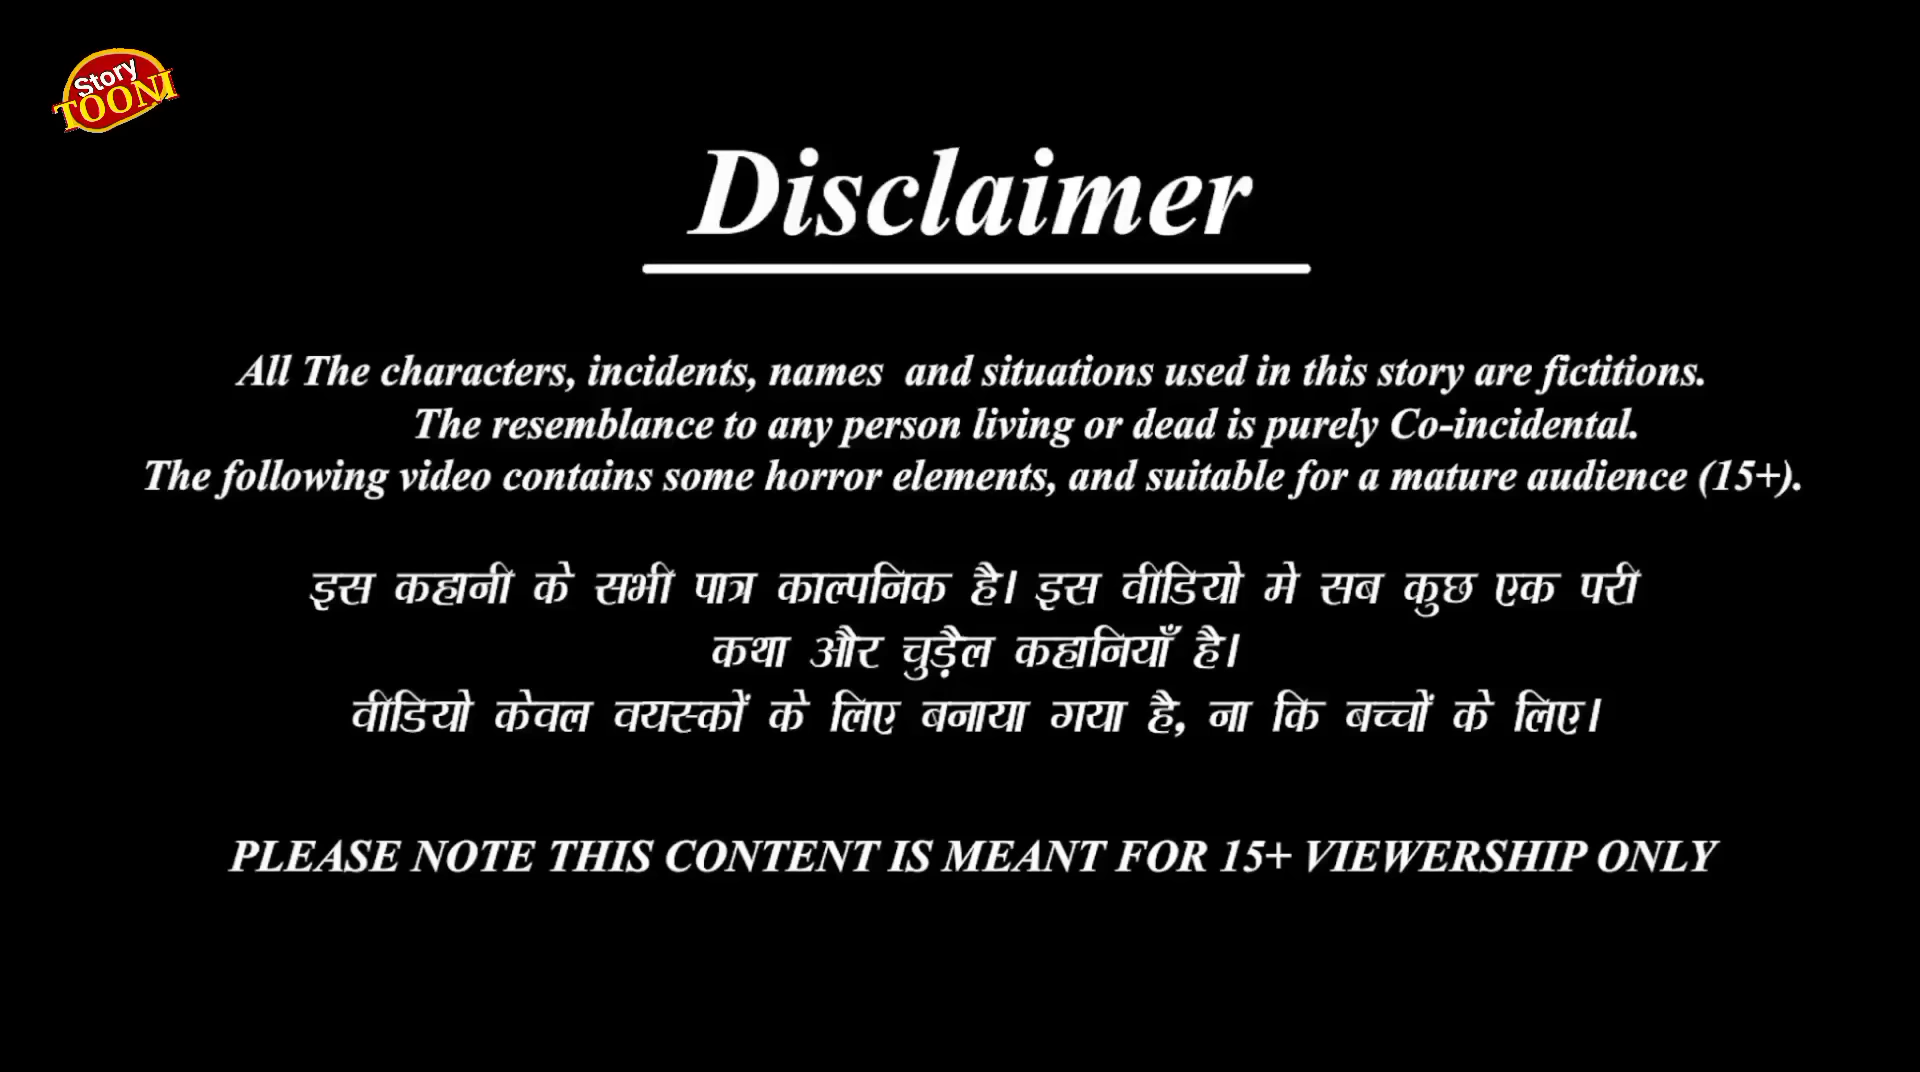 Story
TOONI
Disclaimer
All The characters, incidents, names and situations used in this story are fictitions.
The resemblance to any person living or dead is purely Co-incidental.
The following video contains some horror elements, and suitable for a mature audience (15+).
इस कहानी के सभी पात्र काल्पनिक है। इस वीडियो मे सब कुछ एक परी
कथा और चुड़ैल कहानियाँ है।
वीडियो केवल वयस्कों के लिए बनाया गया है, ना कि बच्चों के लिए।
PLEASE NOTE THIS CONTENT IS MEANT FOR 15+ VIEWERSHIP ONLY